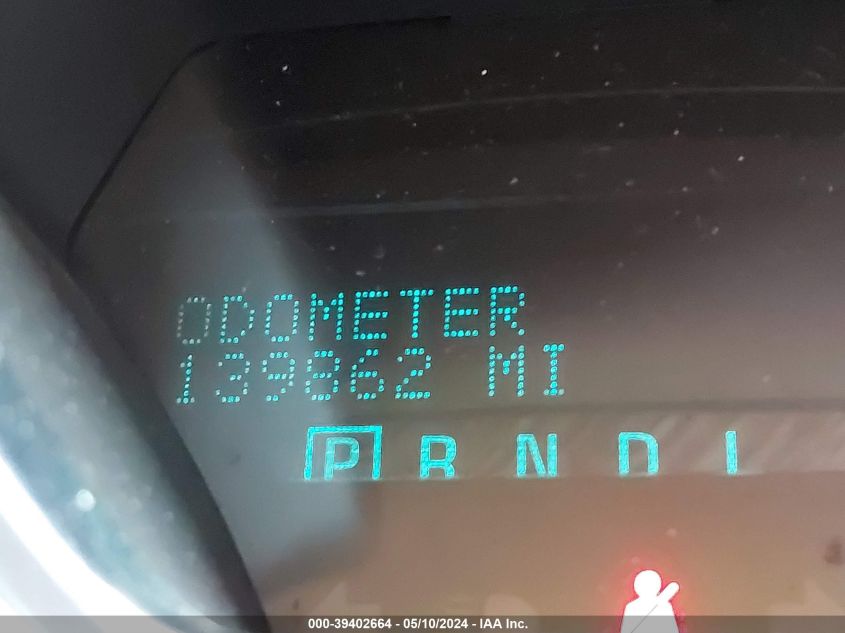 ODOMETER
139862 MI
P R N D
000-39402664 - 05/10/2024 - IAA Inc.